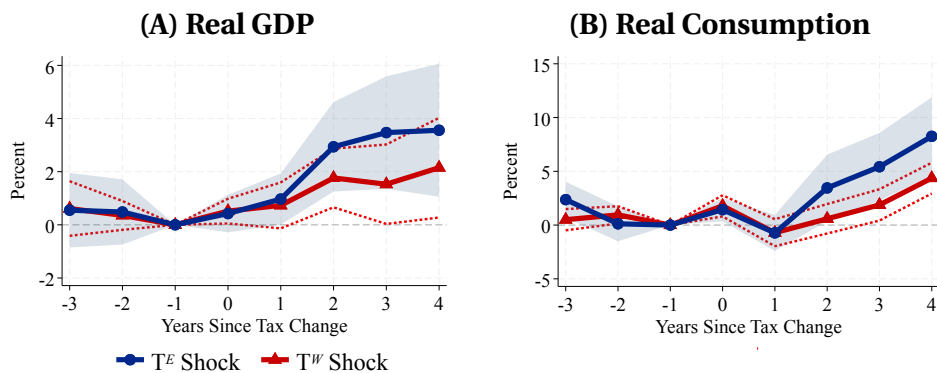 (A) Real GDP
Percent
6
4
2
0
-2
-3 -2 -1 0 1 2 3 4
Years Since Tax Change
(B) Real Consumption
Percent
15
10
5
0
-5
-3 -2 -1 0 1 2 3 4
Years Since Tax Change
T^E Shock T^W Shock